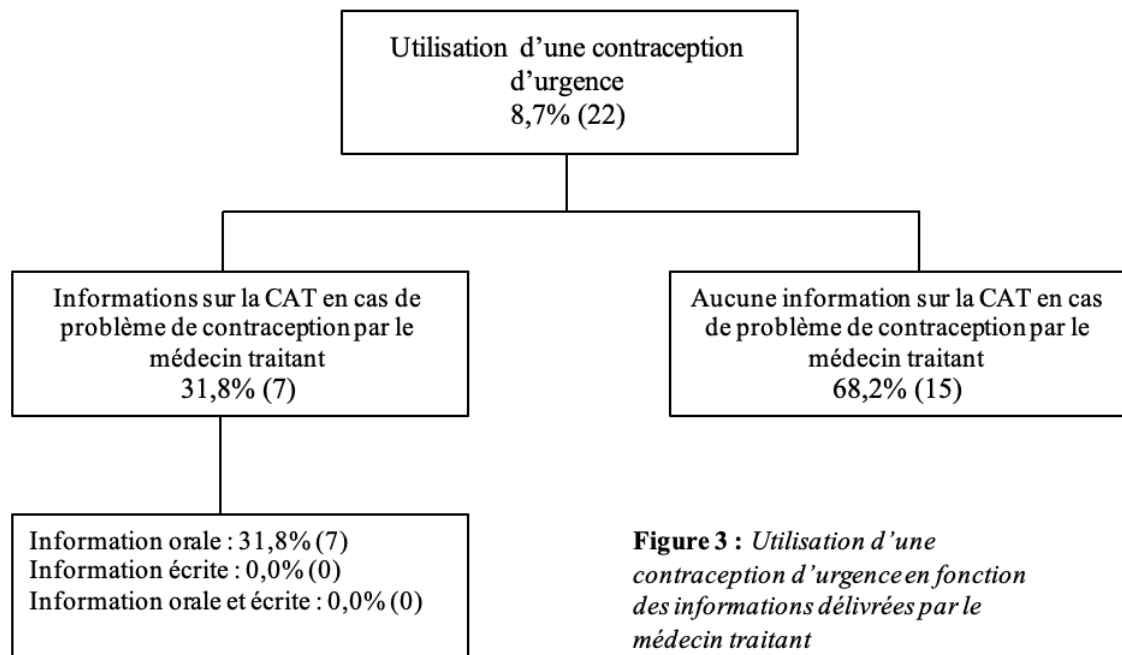 Utilisation d'une contraception
d'urgence
8,7% (22)
Informations sur la CAT en cas de
problème de contraception par le
médecin traitant
31,8% (7)
Aucune information sur la CAT en cas
de problème de contraception par le
médecin traitant
68,2% (15)
Information orale : 31,8% (7)
Information écrite : 0,0% (0)
Information orale et écrite : 0,0% (0)
Figure 3 : Utilisation d'une
contraception d'urgence en fonction
des informations délivrées par le
médecin traitant